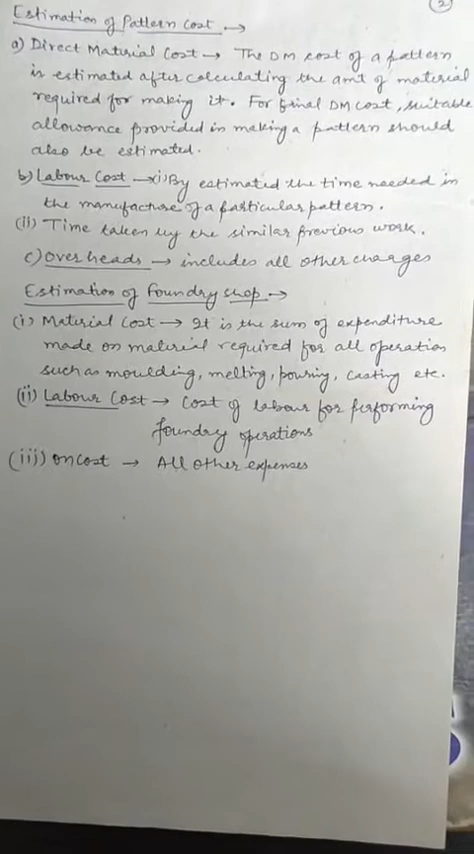 2
Estimation of Pattern Cost →
a) Direct Material Cost → The DM cost of a pattern
is estimated after calculating the amt of material
required for making it. For final DM cost, suitable
allowance provided in making a pattern should
also be estimated.
b) Labour Cost → (i) By estimated the time needed in
the manufacture of a particular pattern.
(ii) Time taken by the similar previous work.
c) Over heads → includes all other charges
Estimation of Foundry shop →
(i) Material Cost → It is the sum of expenditure
made on material required for all operation
such as moulding, melting, pouring, casting etc.
(ii) Labour Cost → Cost of labour for performing
foundry operations
(iii) on cost → All other expenses